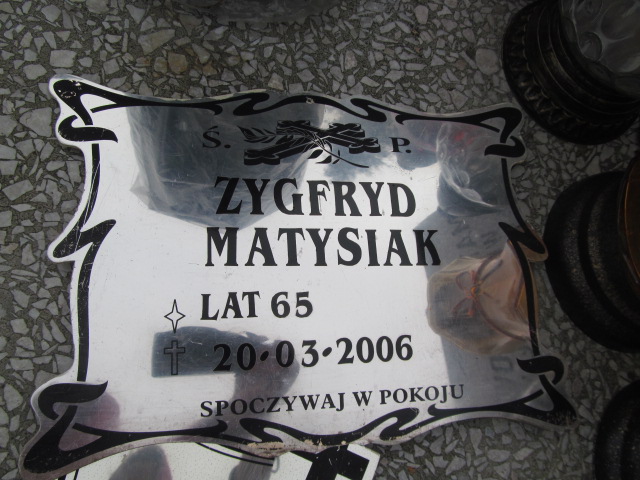 Ś. P.
ZYGFRYD
MATYSIAK
LAT 65
20·03·2006
SPOCZYWAJ W POKOJU